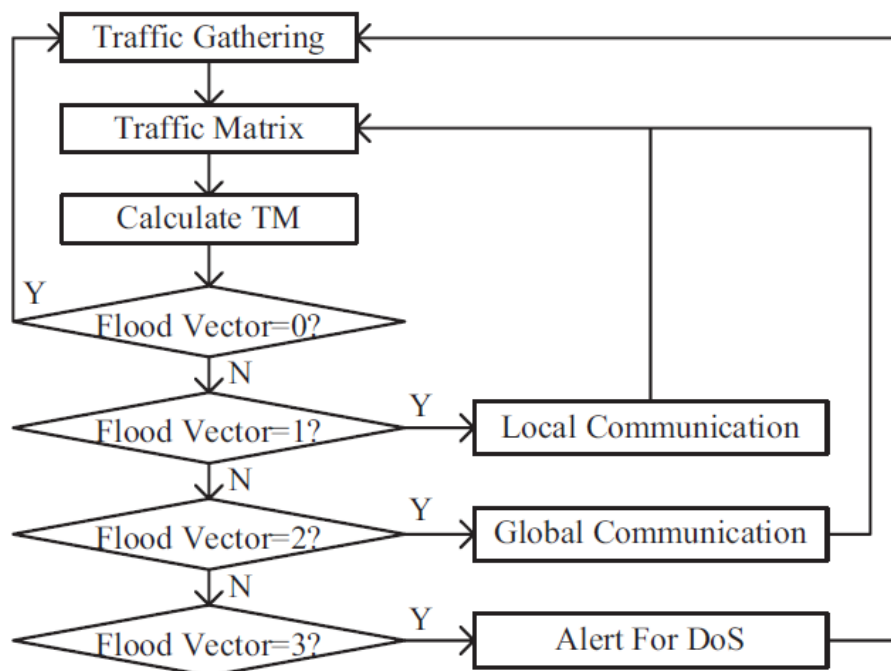 Traffic Gathering
Traffic Matrix
Calculate TM
Y
Flood Vector=0?
N
Flood Vector=1?
Y
Local Communication
N
Flood Vector=2?
Y
Global Communication
N
Flood Vector=3?
Y
Alert For DoS